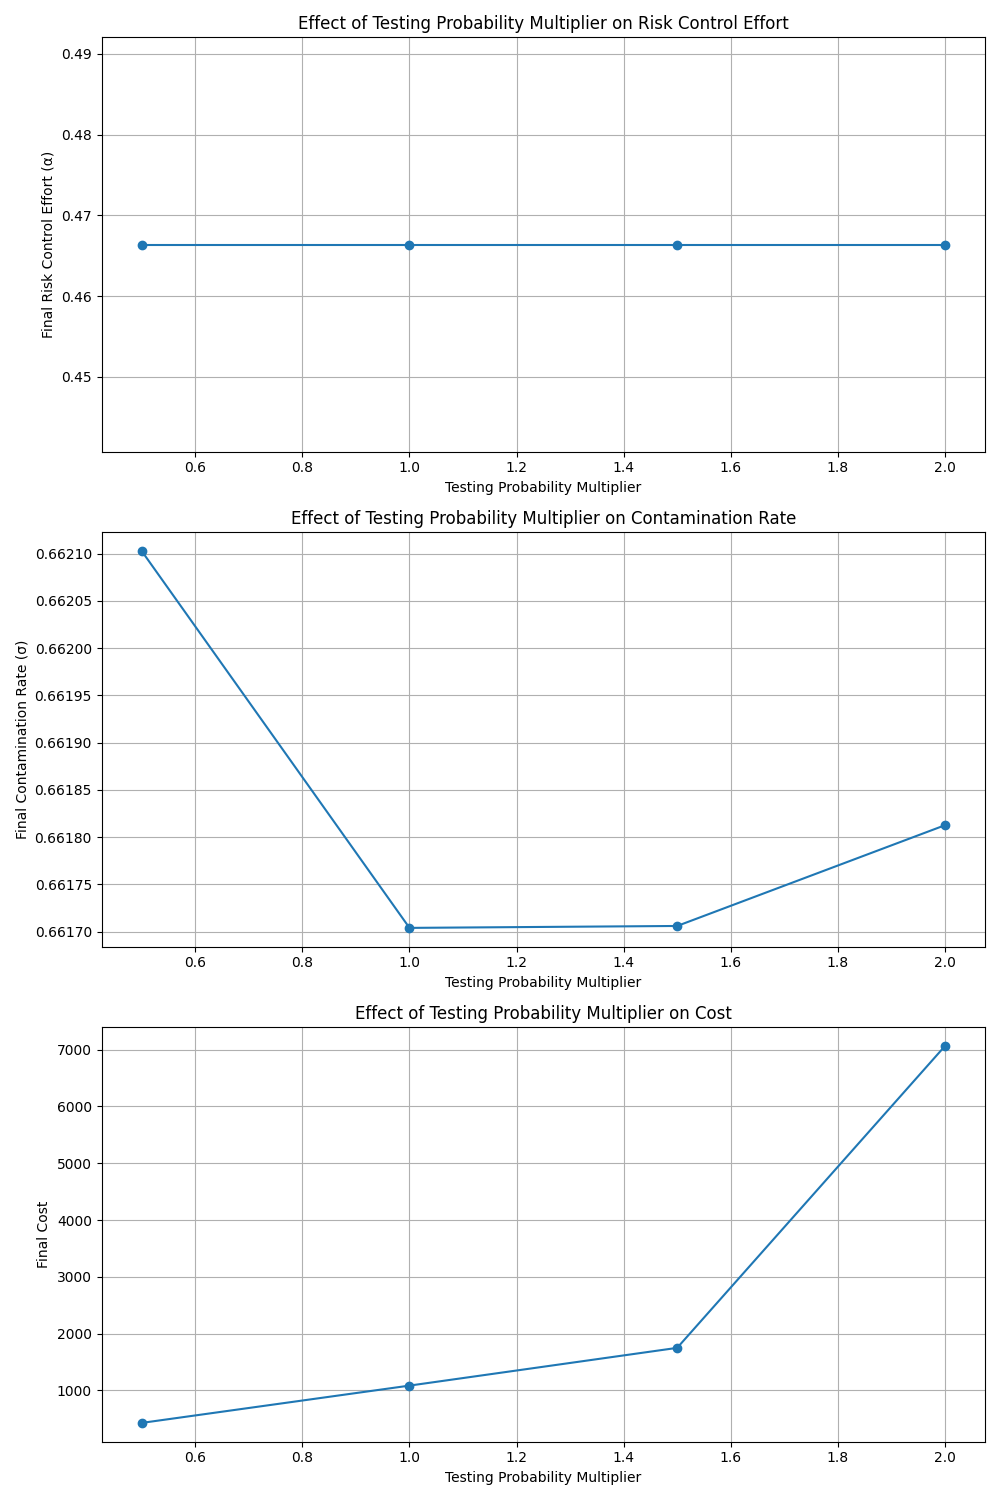 Effect of Testing Probability Multiplier on Risk Control Effort
0.49
0.48
0.47
0.46
0.45
Final Risk Control Effort (α)
0.6 0.8 1.0 1.2 1.4 1.6 1.8 2.0
Testing Probability Multiplier
Effect of Testing Probability Multiplier on Contamination Rate
0.66210
0.66205
0.66200
0.66195
0.66190
0.66185
0.66180
0.66175
0.66170
Final Contamination Rate (σ)
0.6 0.8 1.0 1.2 1.4 1.6 1.8 2.0
Testing Probability Multiplier
Effect of Testing Probability Multiplier on Cost
7000
6000
5000
4000
3000
2000
1000
Final Cost
0.6 0.8 1.0 1.2 1.4 1.6 1.8 2.0
Testing Probability Multiplier